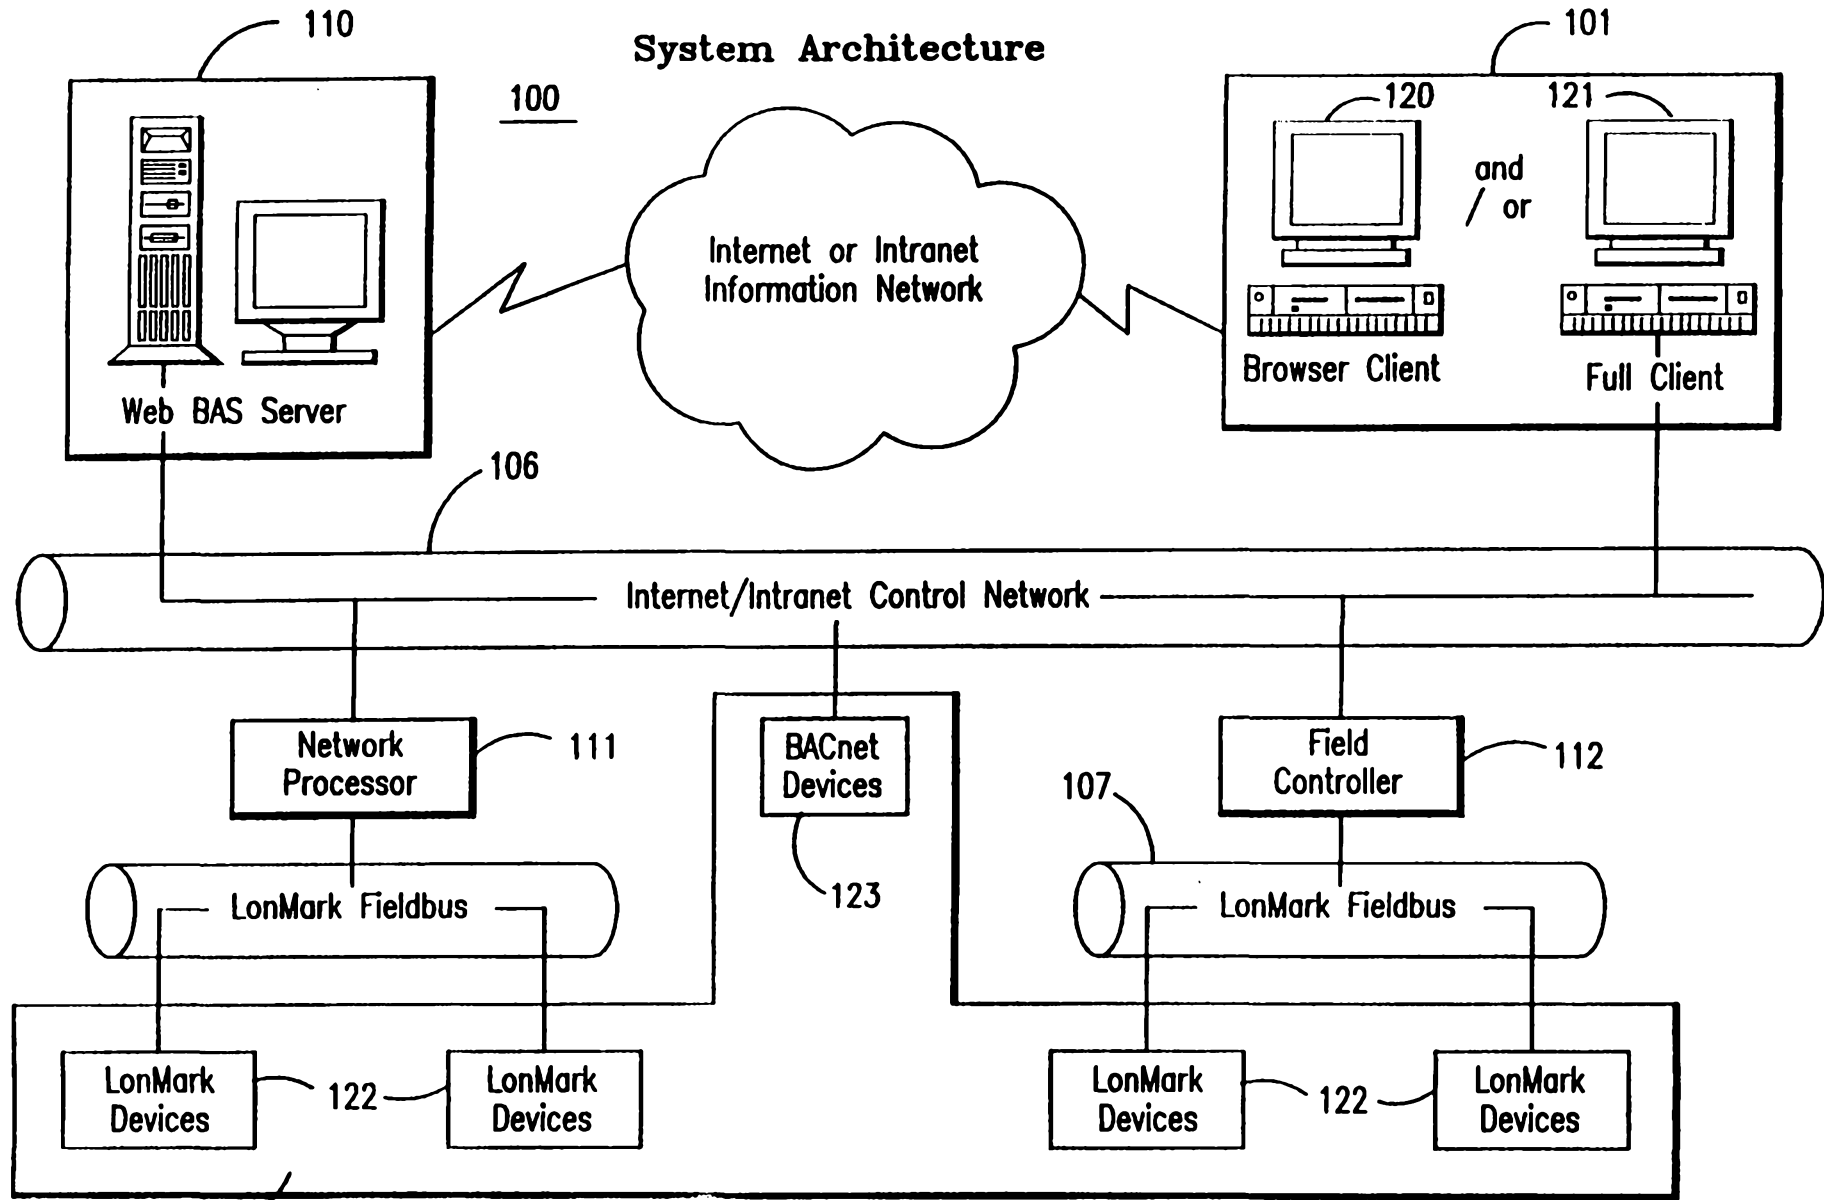 110
System Architecture
101
100
120
121
and
/ or
Internet or Intranet
Information Network
Browser Client
Full Client
Web BAS Server
106
Internet/Intranet Control Network
Network
Processor
111
BACnet
Devices
123
Field
Controller
112
107
LonMark Fieldbus
LonMark Fieldbus
LonMark
Devices
122
LonMark
Devices
LonMark
Devices
122
LonMark
Devices